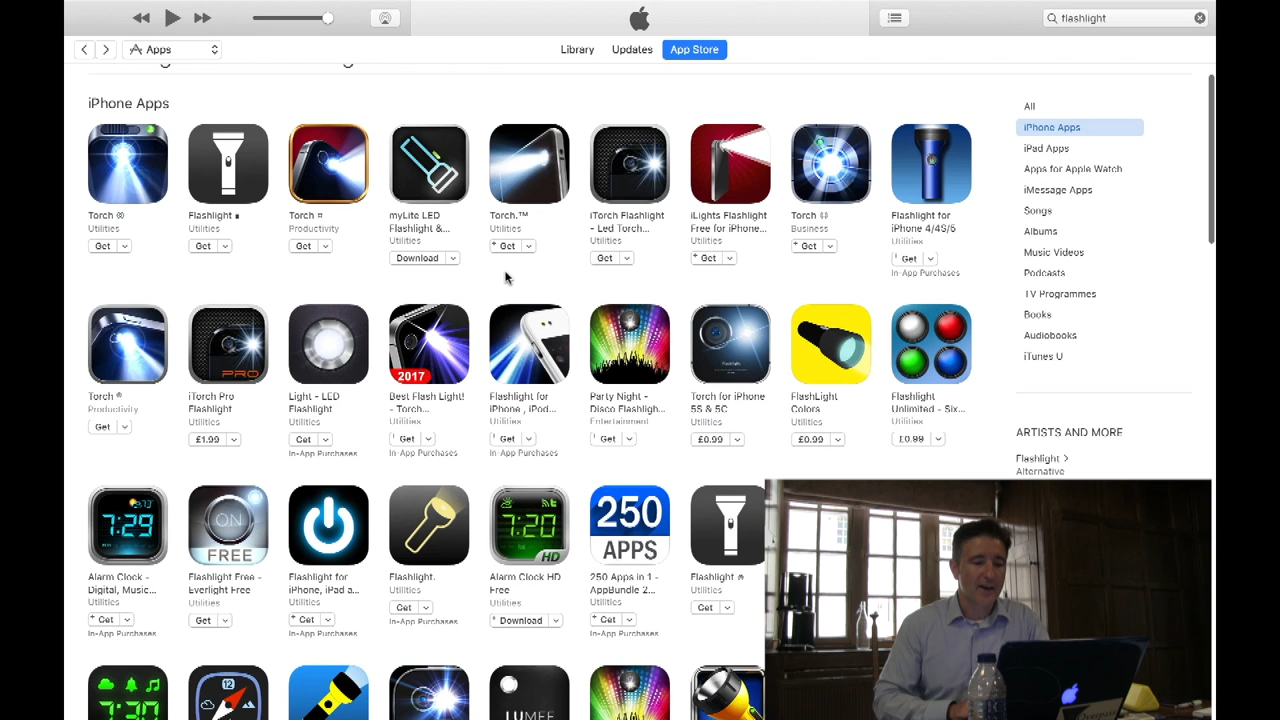 flashlight
Apps
Library
Updates
App Store
iPhone Apps
Torch ®
Utilities
Get
Flashlight
Utilities
Get
Torch ¤
Productivity
Get
myLite LED
Flashlight &...
Utilities
Download
Torch.™
Utilities
+ Get
iTorch Flashlight
- Led Torch...
Utilities
Get
iLights Flashlight
Free for iPhone...
Utilities
+ Get
Torch
Business
+ Get
Flashlight for
iPhone 4/4S/5
Utilities
Get
In-App Purchases
Torch ®
Productivity
Get
PRO
iTorch Pro
Flashlight
Utilities
£1.99
Light - LED
Flashlight
Utilities
Get
In-App Purchases
2017
Best Flash Light!
- Torch...
Utilities
Get
In-App Purchases
Flashlight for
iPhone , iPod...
Utilities
Get
In-App Purchases
Party Night -
Disco Flashligh...
Entertainment
Get
Flashlight
Torch for iPhone
5S & 5C
Utilities
£0.99
FlashLight
Colors
Utilities
£0.99
Flashlight
Unlimited - Six...
Utilities
£0.99
7:29
Alarm Clock -
Digital, Music...
Utilities
+ Get
In-App Purchases
ON
FREE
Flashlight Free -
Everlight Free
Utilities
Get
Flashlight for
iPhone, iPad a...
Utilities
+ Get
In-App Purchases
Flashlight.
Utilities
Get
In-App Purchases
7:20
HD
Alarm Clock HD
Free
Utilities
+ Download
In-App Purchases
250
APPS
250 Apps in 1 -
AppBundle 2...
Utilities
+ Get
In-App Purchases
Flashlight ®
Utilities
Get
7:30
12
LUMEE
All
iPhone Apps
iPad Apps
Apps for Apple Watch
iMessage Apps
Songs
Albums
Music Videos
Podcasts
TV Programmes
Books
Audiobooks
iTunes U
ARTISTS AND MORE
Flashlight >
Alternative